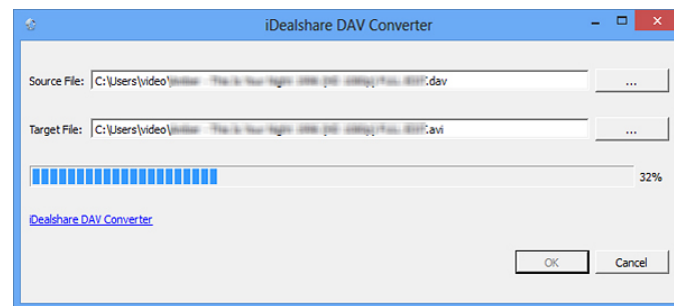 iDealshare DAV Converter
Source File: C:\Users\video\ .dav ...
Target File: C:\Users\video\ .avi ...
32%
iDealshare DAV Converter
OK Cancel